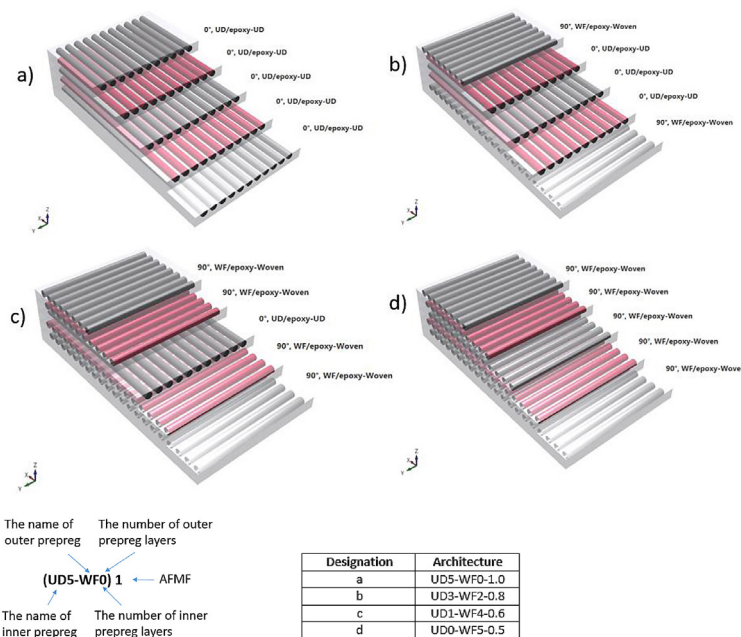 a)
0°, UD/epoxy-UD
0°, UD/epoxy-UD
0°, UD/epoxy-UD
0°, UD/epoxy-UD
0°, UD/epoxy-UD
Z
X
Y
b)
90°, WF/epoxy-Woven
0°, UD/epoxy-UD
0°, UD/epoxy-UD
0°, UD/epoxy-UD
90°, WF/epoxy-Woven
Z
X
Y
c)
90°, WF/epoxy-Woven
90°, WF/epoxy-Woven
0°, UD/epoxy-UD
90°, WF/epoxy-Woven
90°, WF/epoxy-Woven
Z
X
Y
d)
90°, WF/epoxy-Woven
90°, WF/epoxy-Woven
90°, WF/epoxy-Woven
90°, WF/epoxy-Woven
90°, WF/epoxy-Wove
Z
X
Y
The name of
outer prepreg
The number of outer
prepreg layers
(UD5-WF0) 1
AFMF
The name of
inner prepreg
The number of inner
prepreg layers
Designation Architecture
a UD5-WF0-1.0
b UD3-WF2-0.8
c UD1-WF4-0.6
d UD0-WF5-0.5